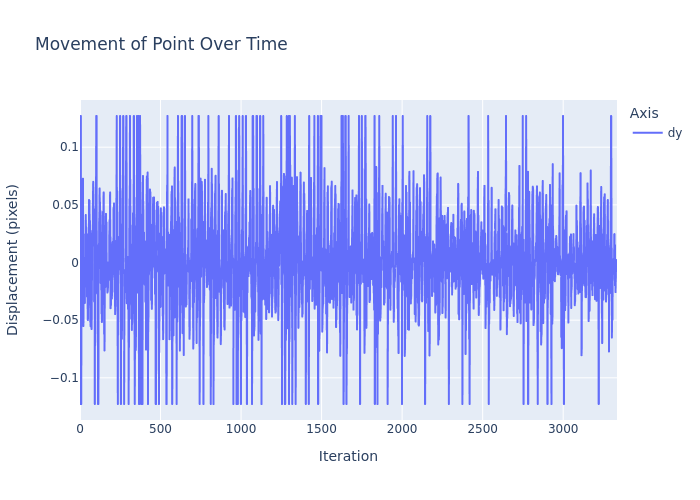 Movement of Point Over Time
Axis
dy
0.1
0.05
0
−0.05
−0.1
Displacement (pixels)
0 500 1000 1500 2000 2500 3000
Iteration